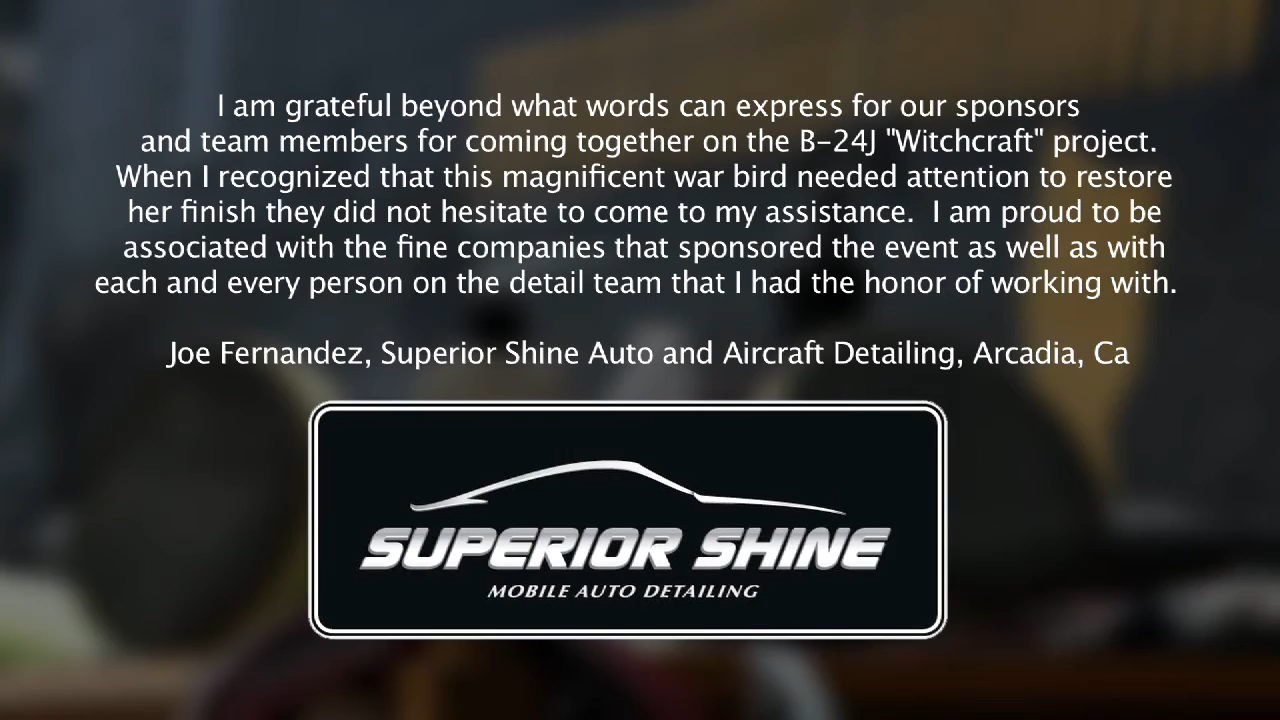 I am grateful beyond what words can express for our sponsors
and team members for coming together on the B-24J "Witchcraft" project.
When I recognized that this magnificent war bird needed attention to restore
her finish they did not hesitate to come to my assistance.  I am proud to be
associated with the fine companies that sponsored the event as well as with
each and every person on the detail team that I had the honor of working with.
Joe Fernandez, Superior Shine Auto and Aircraft Detailing, Arcadia, Ca
SUPERIOR SHINE
MOBILE AUTO DETAILING